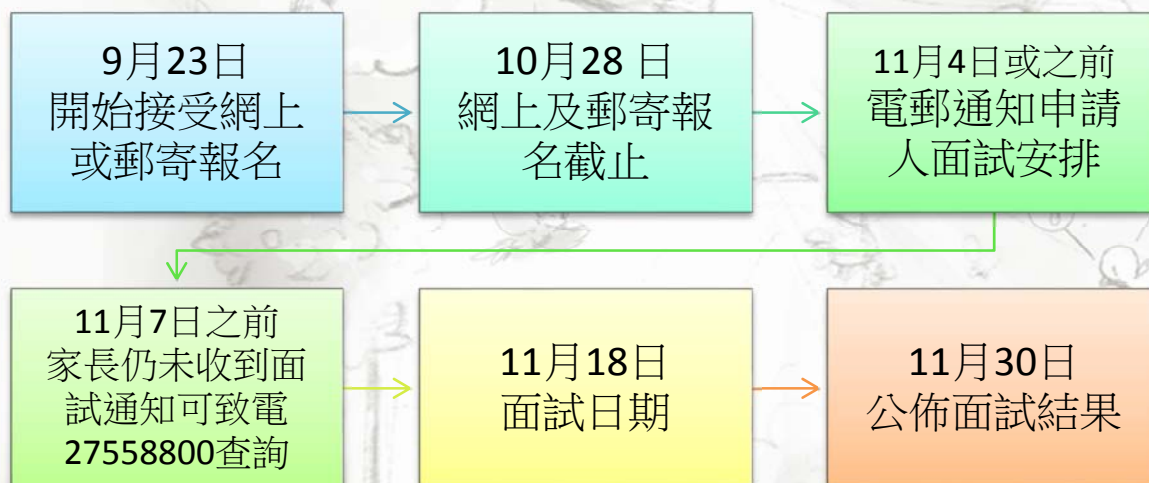 9月23日
開始接受網上
或郵寄報名
10月28 日
網上及郵寄報
名截止
11月4日或之前
電郵通知申請
人面試安排
11月7日之前
家長仍未收到面
試通知可致電
27558800查詢
11月18日
面試日期
11月30日
公佈面試結果